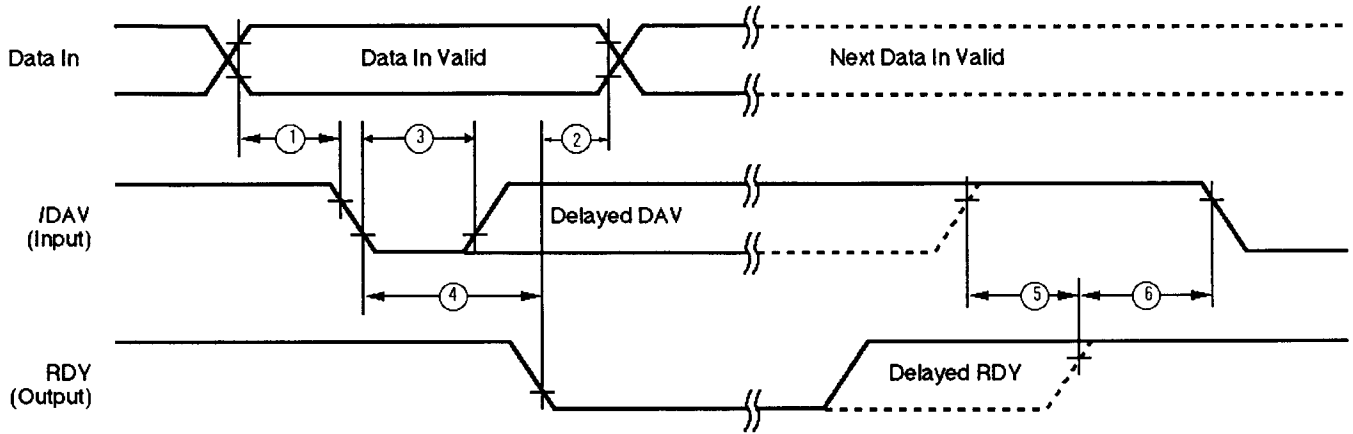 Data In
Data In Valid
Next Data In Valid
1
3
2
/DAV
(Input)
Delayed DAV
4
5
6
RDY
(Output)
Delayed RDY